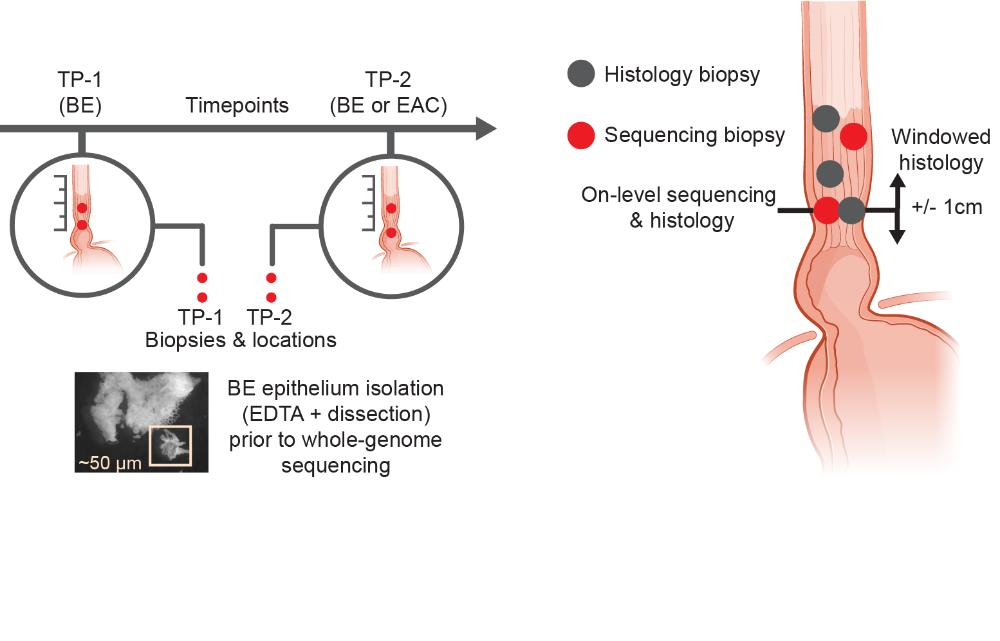 TP-1
(BE)
Timepoints
TP-2
(BE or EAC)
TP-1
TP-2
Biopsies & locations
~50 µm
BE epithelium isolation
(EDTA + dissection)
prior to whole-genome
sequencing
Histology biopsy
Sequencing biopsy
On-level sequencing
& histology
Windowed
histology
+/- 1cm